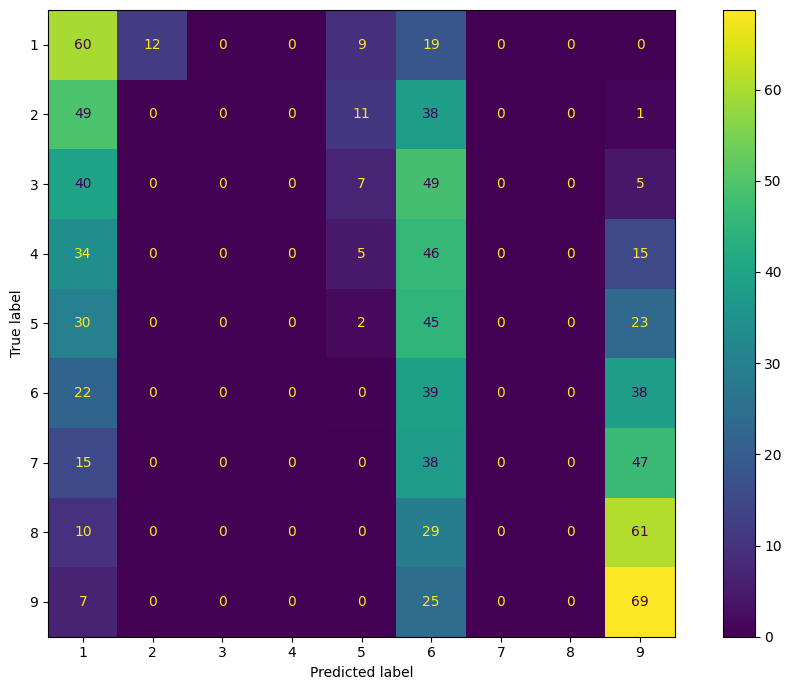 1 60 12 0 0 9 19 0 0 0
2 49 0 0 0 11 38 0 0 1
3 40 0 0 0 7 49 0 0 5
4 34 0 0 0 5 46 0 0 15
5 30 0 0 0 2 45 0 0 23
6 22 0 0 0 0 39 0 0 38
7 15 0 0 0 0 38 0 0 47
8 10 0 0 0 0 29 0 0 61
9 7 0 0 0 0 25 0 0 69
1 2 3 4 5 6 7 8 9
Predicted label
True label
60
50
40
30
20
10
0